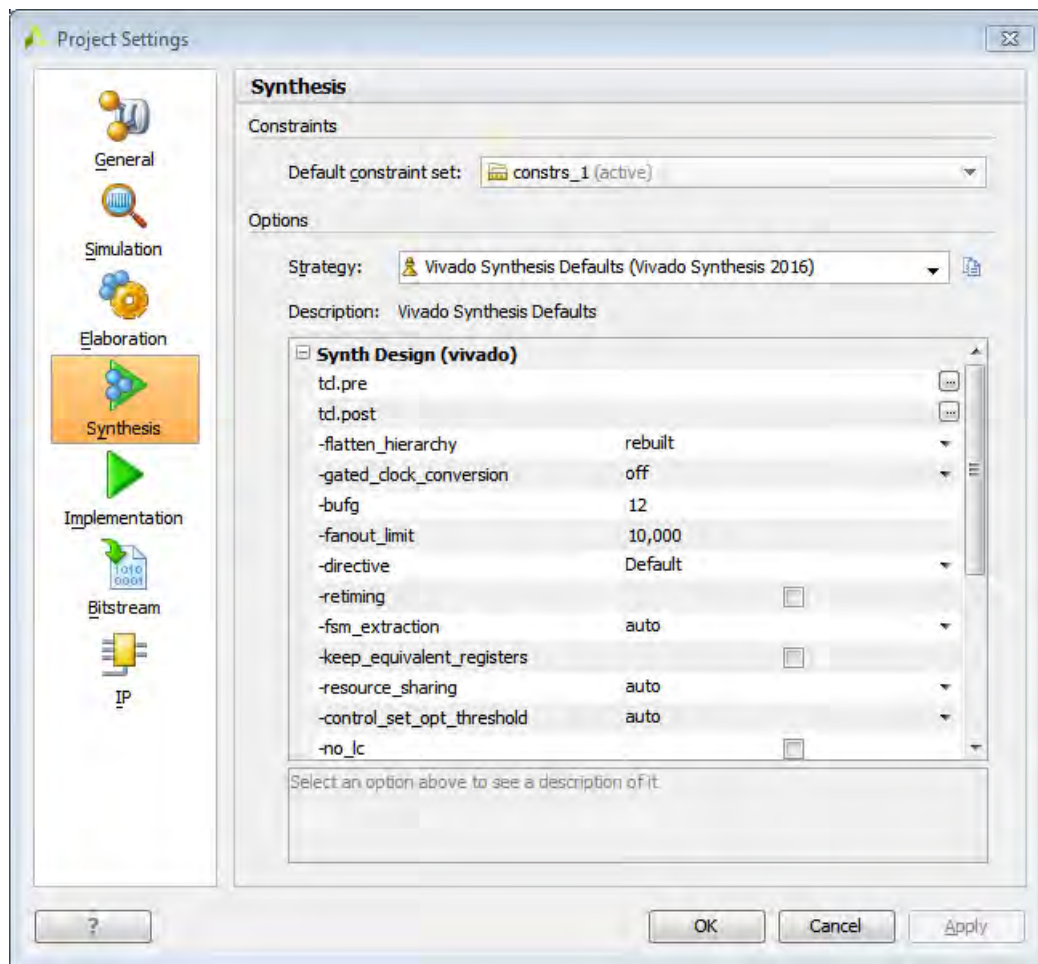 Project Settings
General
Simulation
Elaboration
Synthesis
Implementation
1010
0001
Bitstream
IP
Synthesis
Constraints
Default constraint set: constrs_1 (active)
Options
Strategy: Vivado Synthesis Defaults (Vivado Synthesis 2016)
Description: Vivado Synthesis Defaults
Synth Design (vivado)
tcl.pre ...
tcl.post ...
-flatten_hierarchy rebuilt
-gated_clock_conversion off
-bufg 12
-fanout_limit 10,000
-directive Default
-retiming
-fsm_extraction auto
-keep_equivalent_registers
-resource_sharing auto
-control_set_opt_threshold auto
-no_lc
Select an option above to see a description of it
? OK Cancel Apply